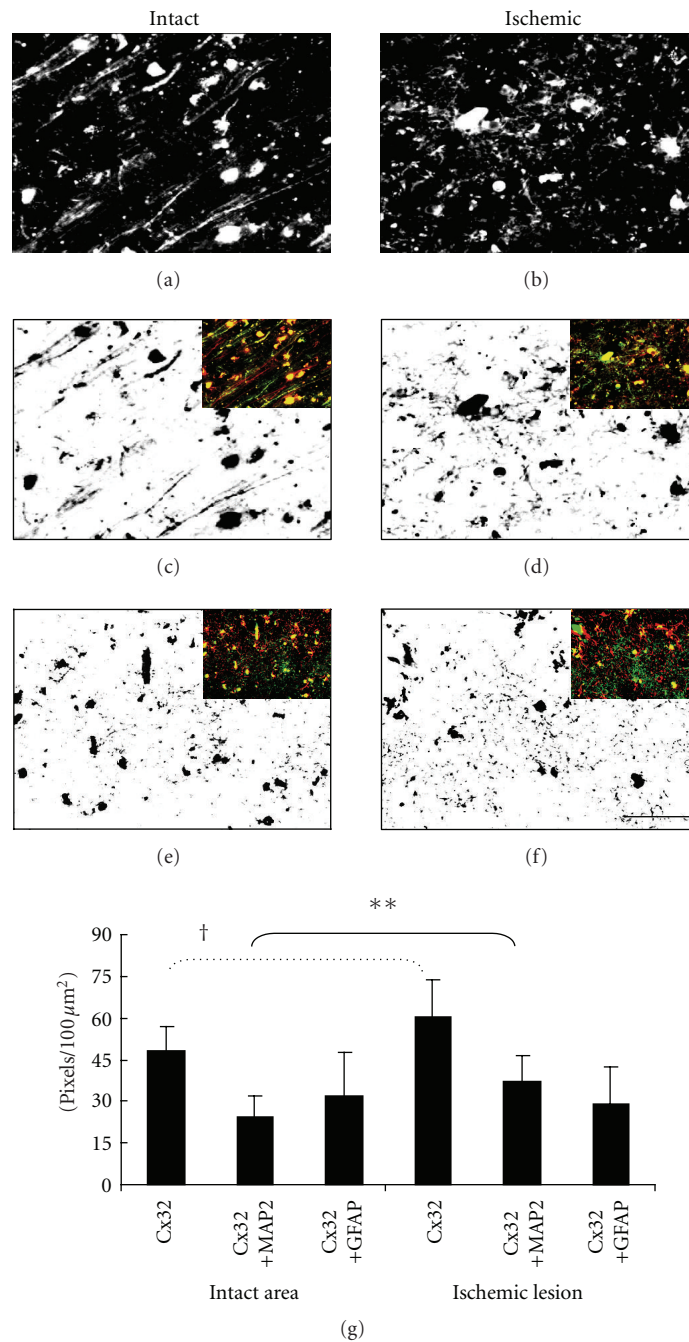 Intact
Ischemic
(a)
(b)
(c)
(d)
(e)
(f)
**
†
90
75
60
45
30
15
0
(Pixels/100 μm²)
Cx32
Cx32 +MAP2
Cx32 +GFAP
Cx32
Cx32 +MAP2
Cx32 +GFAP
Intact area
Ischemic lesion
(g)